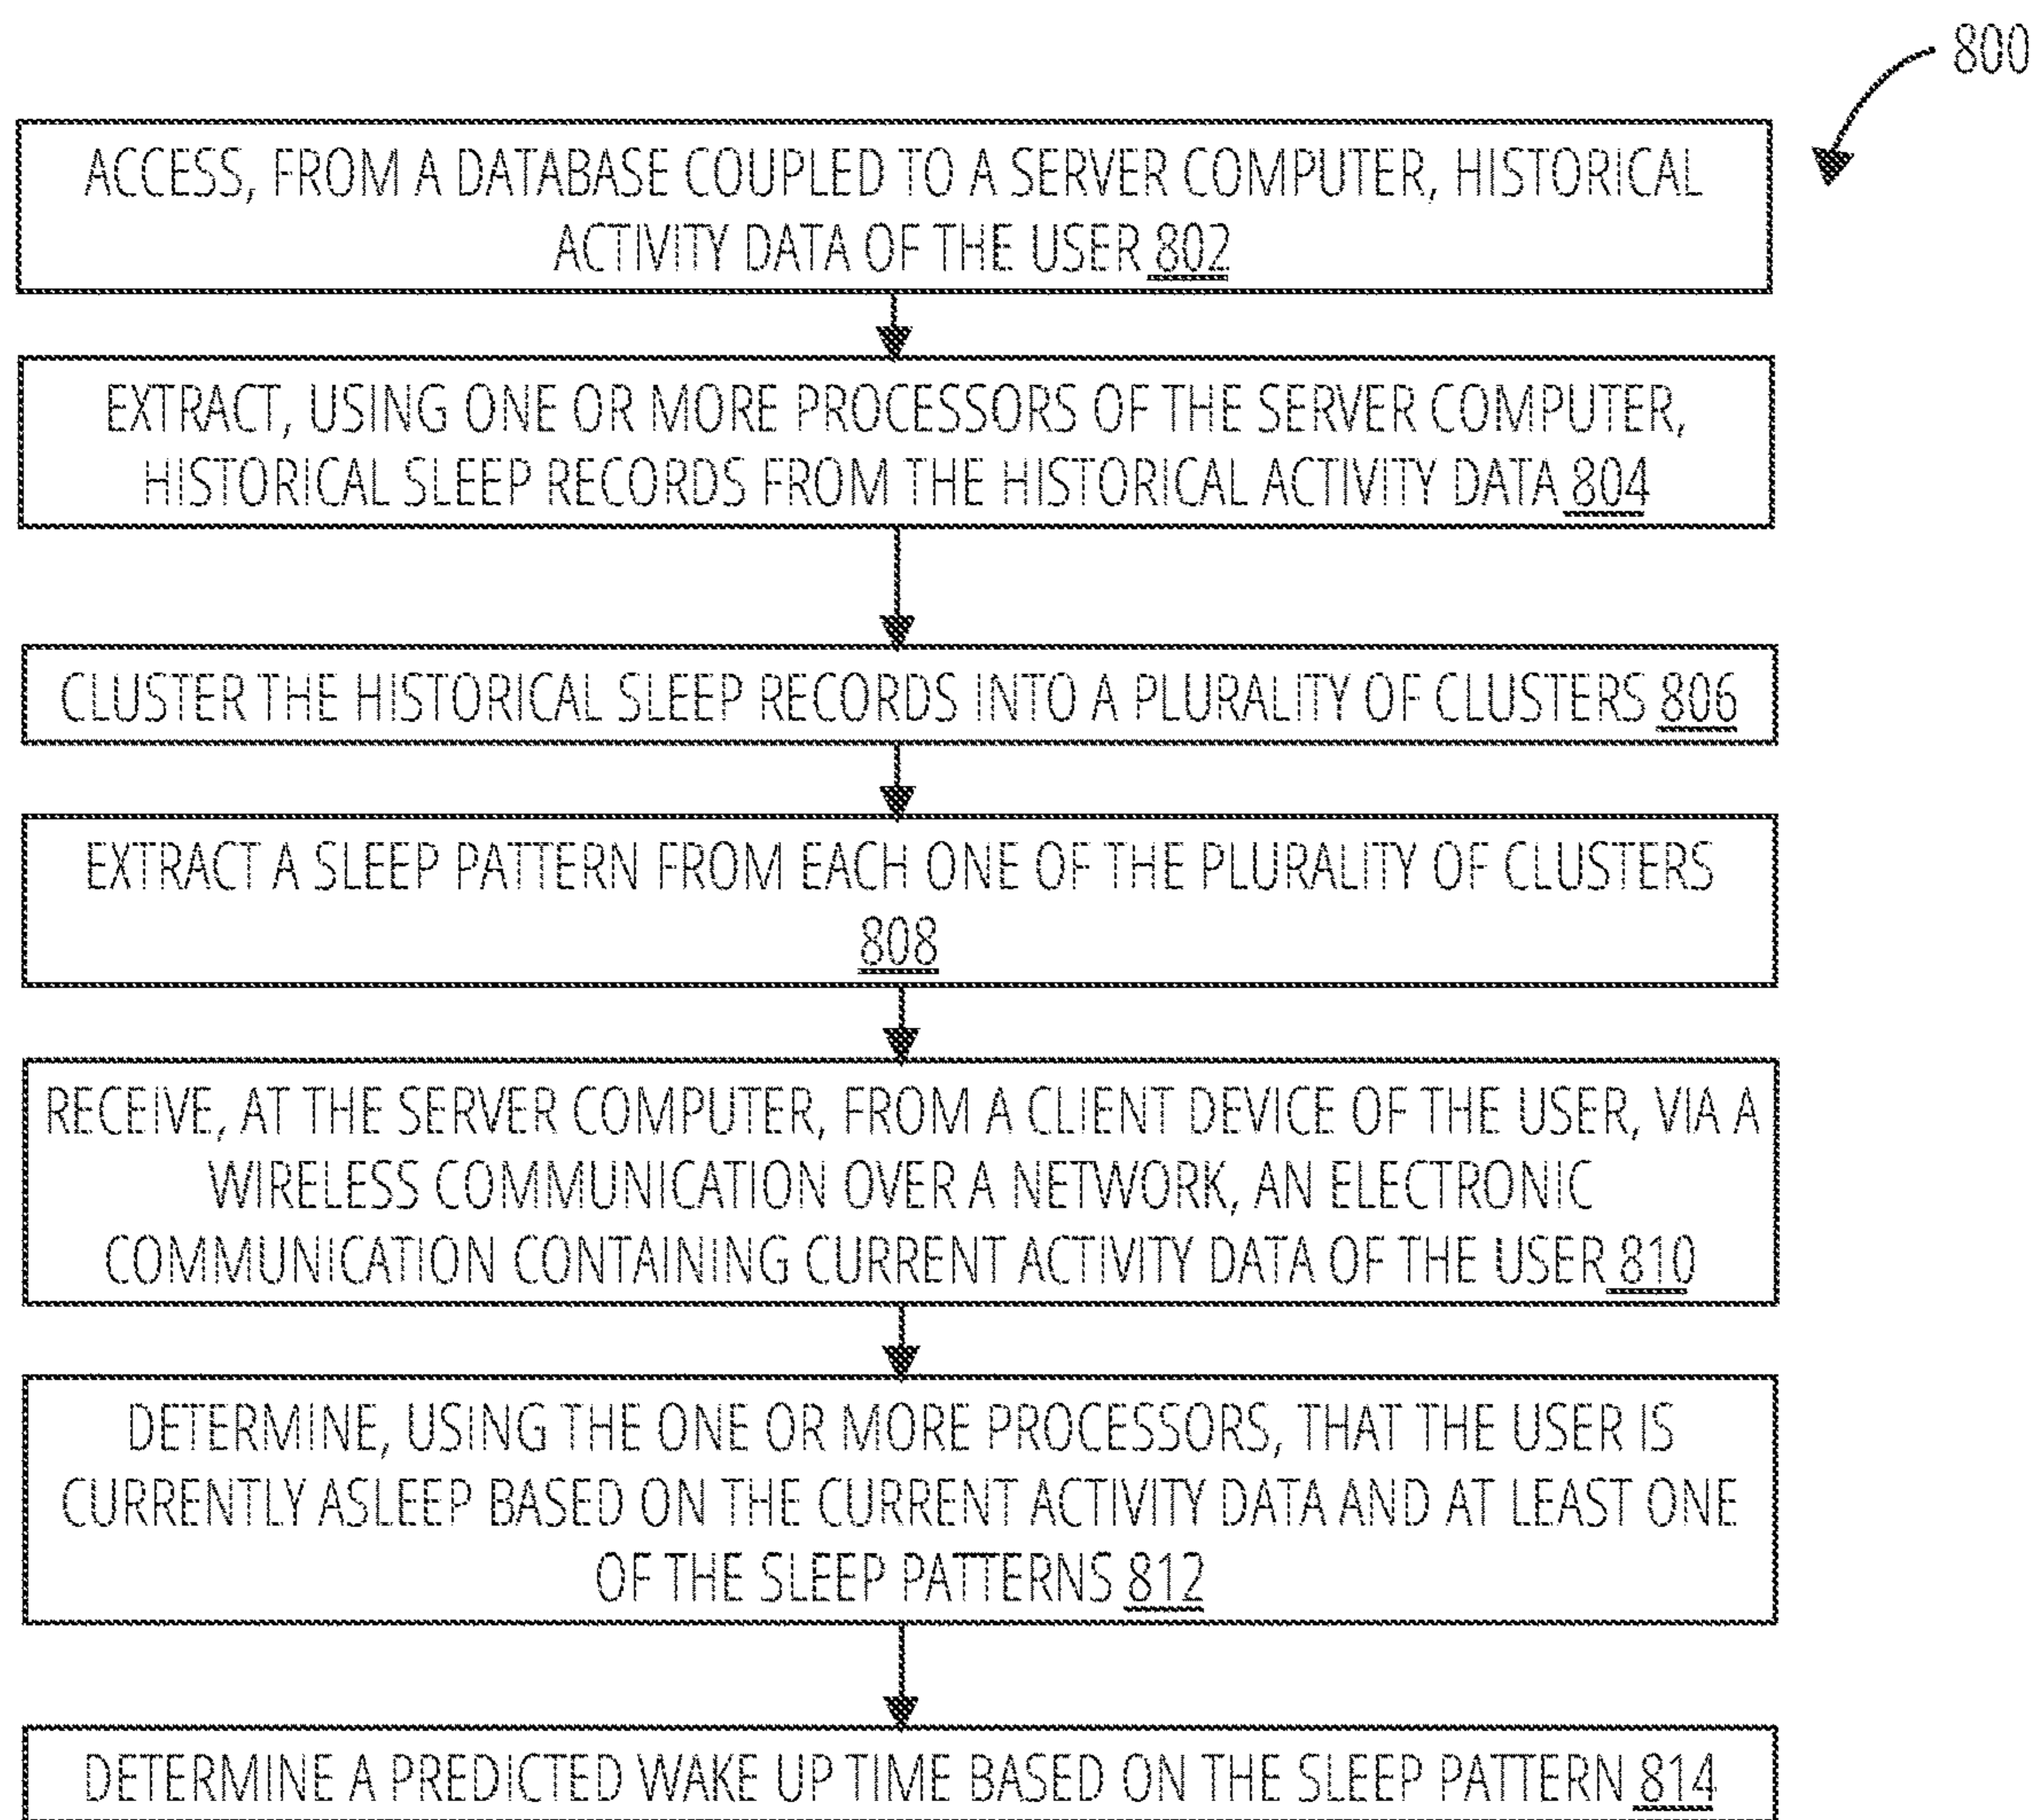 800
ACCESS, FROM A DATABASE COUPLED TO A SERVER COMPUTER, HISTORICAL
ACTIVITY DATA OF THE USER 802
EXTRACT, USING ONE OR MORE PROCESSORS OF THE SERVER COMPUTER,
HISTORICAL SLEEP RECORDS FROM THE HISTORICAL ACTIVITY DATA 804
CLUSTER THE HISTORICAL SLEEP RECORDS INTO A PLURALITY OF CLUSTERS 806
EXTRACT A SLEEP PATTERN FROM EACH ONE OF THE PLURALITY OF CLUSTERS
808
RECEIVE, AT THE SERVER COMPUTER, FROM A CLIENT DEVICE OF THE USER, VIA A
WIRELESS COMMUNICATION OVER A NETWORK, AN ELECTRONIC
COMMUNICATION CONTAINING CURRENT ACTIVITY DATA OF THE USER 810
DETERMINE, USING THE ONE OR MORE PROCESSORS, THAT THE USER IS
CURRENTLY ASLEEP BASED ON THE CURRENT ACTIVITY DATA AND AT LEAST ONE
OF THE SLEEP PATTERNS 812
DETERMINE A PREDICTED WAKE UP TIME BASED ON THE SLEEP PATTERN 814